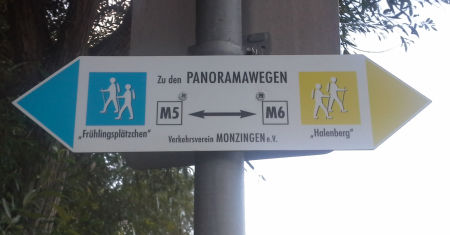 Zu den PANORAMAWEGEN
M5 M6
„Frühlingsplätzchen“ „Halenberg“
Verkehrsverein MONZINGEN e.V.